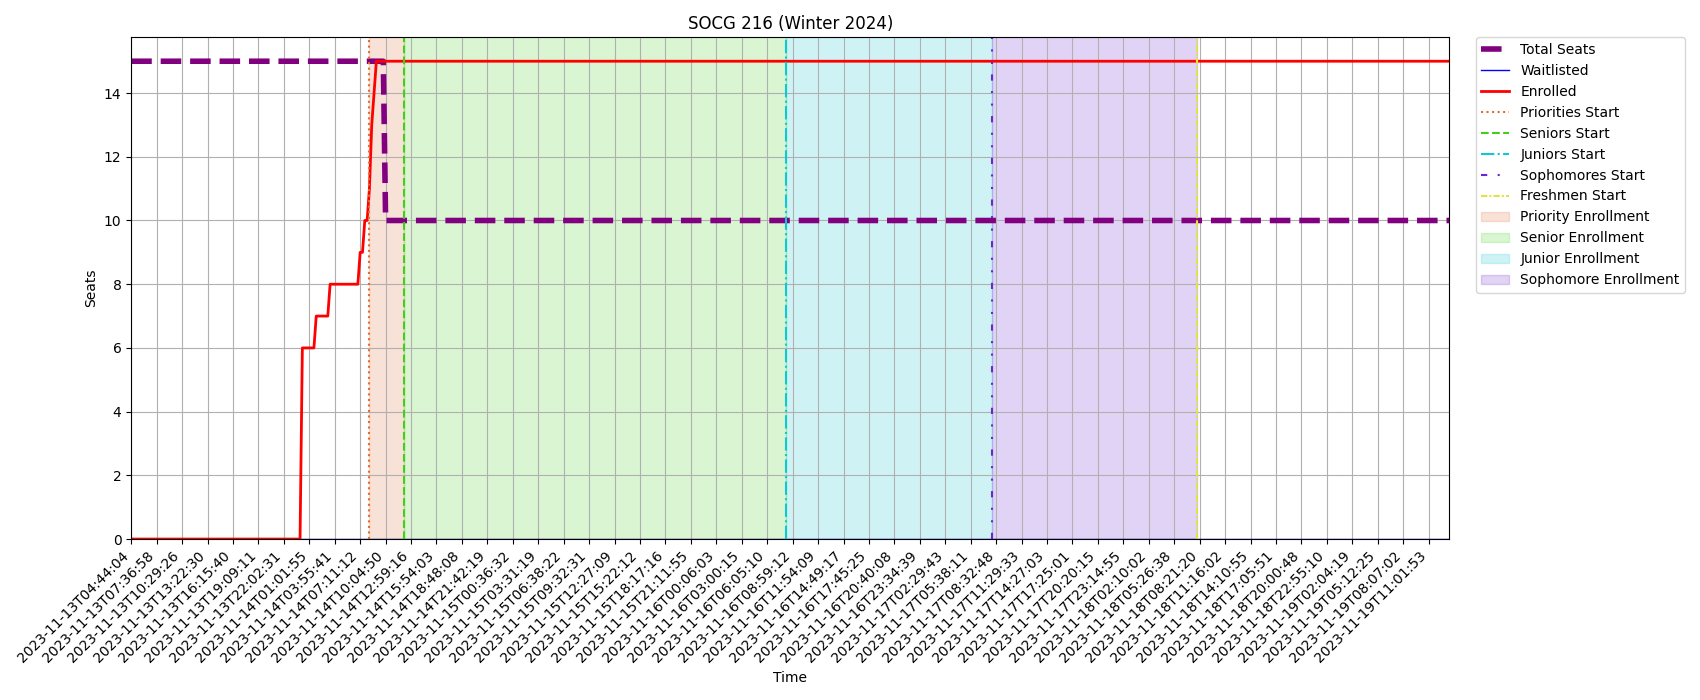 SOCG 216 (Winter 2024)
Seats
14
12
10
8
6
4
2
0
2023-11-13T04:44:04
2023-11-13T07:36:58
2023-11-13T10:29:26
2023-11-13T13:22:30
2023-11-13T16:15:40
2023-11-13T19:09:11
2023-11-13T22:02:31
2023-11-14T01:01:55
2023-11-14T03:55:41
2023-11-14T07:11:12
2023-11-14T10:04:50
2023-11-14T12:59:16
2023-11-14T15:54:03
2023-11-14T18:48:08
2023-11-14T21:42:19
2023-11-15T00:36:32
2023-11-15T03:31:19
2023-11-15T06:38:22
2023-11-15T09:32:31
2023-11-15T12:27:09
2023-11-15T15:22:12
2023-11-15T18:17:16
2023-11-15T21:11:55
2023-11-16T00:06:03
2023-11-16T03:00:15
2023-11-16T06:05:10
2023-11-16T08:59:12
2023-11-16T11:54:09
2023-11-16T14:49:17
2023-11-16T17:45:25
2023-11-16T20:40:08
2023-11-16T23:34:39
2023-11-17T02:29:43
2023-11-17T05:38:11
2023-11-17T08:32:48
2023-11-17T11:29:33
2023-11-17T14:27:03
2023-11-17T17:25:01
2023-11-17T20:20:15
2023-11-17T23:14:55
2023-11-18T02:10:02
2023-11-18T05:26:38
2023-11-18T08:21:20
2023-11-18T11:16:02
2023-11-18T14:10:55
2023-11-18T17:05:51
2023-11-18T20:00:48
2023-11-18T22:55:10
2023-11-19T02:04:19
2023-11-19T05:12:25
2023-11-19T08:07:02
2023-11-19T11:01:53
Time
Total Seats
Waitlisted
Enrolled
Priorities Start
Seniors Start
Juniors Start
Sophomores Start
Freshmen Start
Priority Enrollment
Senior Enrollment
Junior Enrollment
Sophomore Enrollment